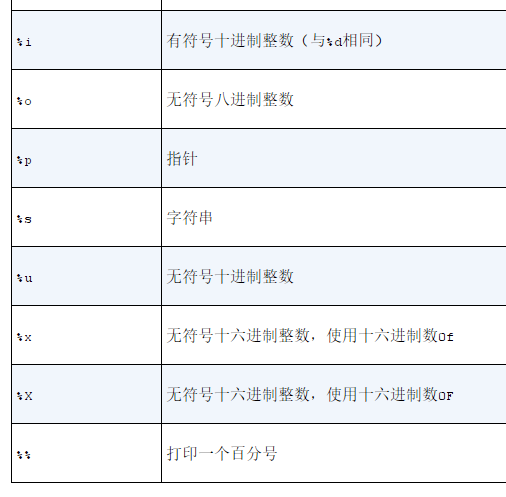 %i 有符号十进制整数（与%d相同）
%o 无符号八进制整数
%p 指针
%s 字符串
%u 无符号十进制整数
%x 无符号十六进制整数，使用十六进制数0f
%X 无符号十六进制整数，使用十六进制数0F
%% 打印一个百分号